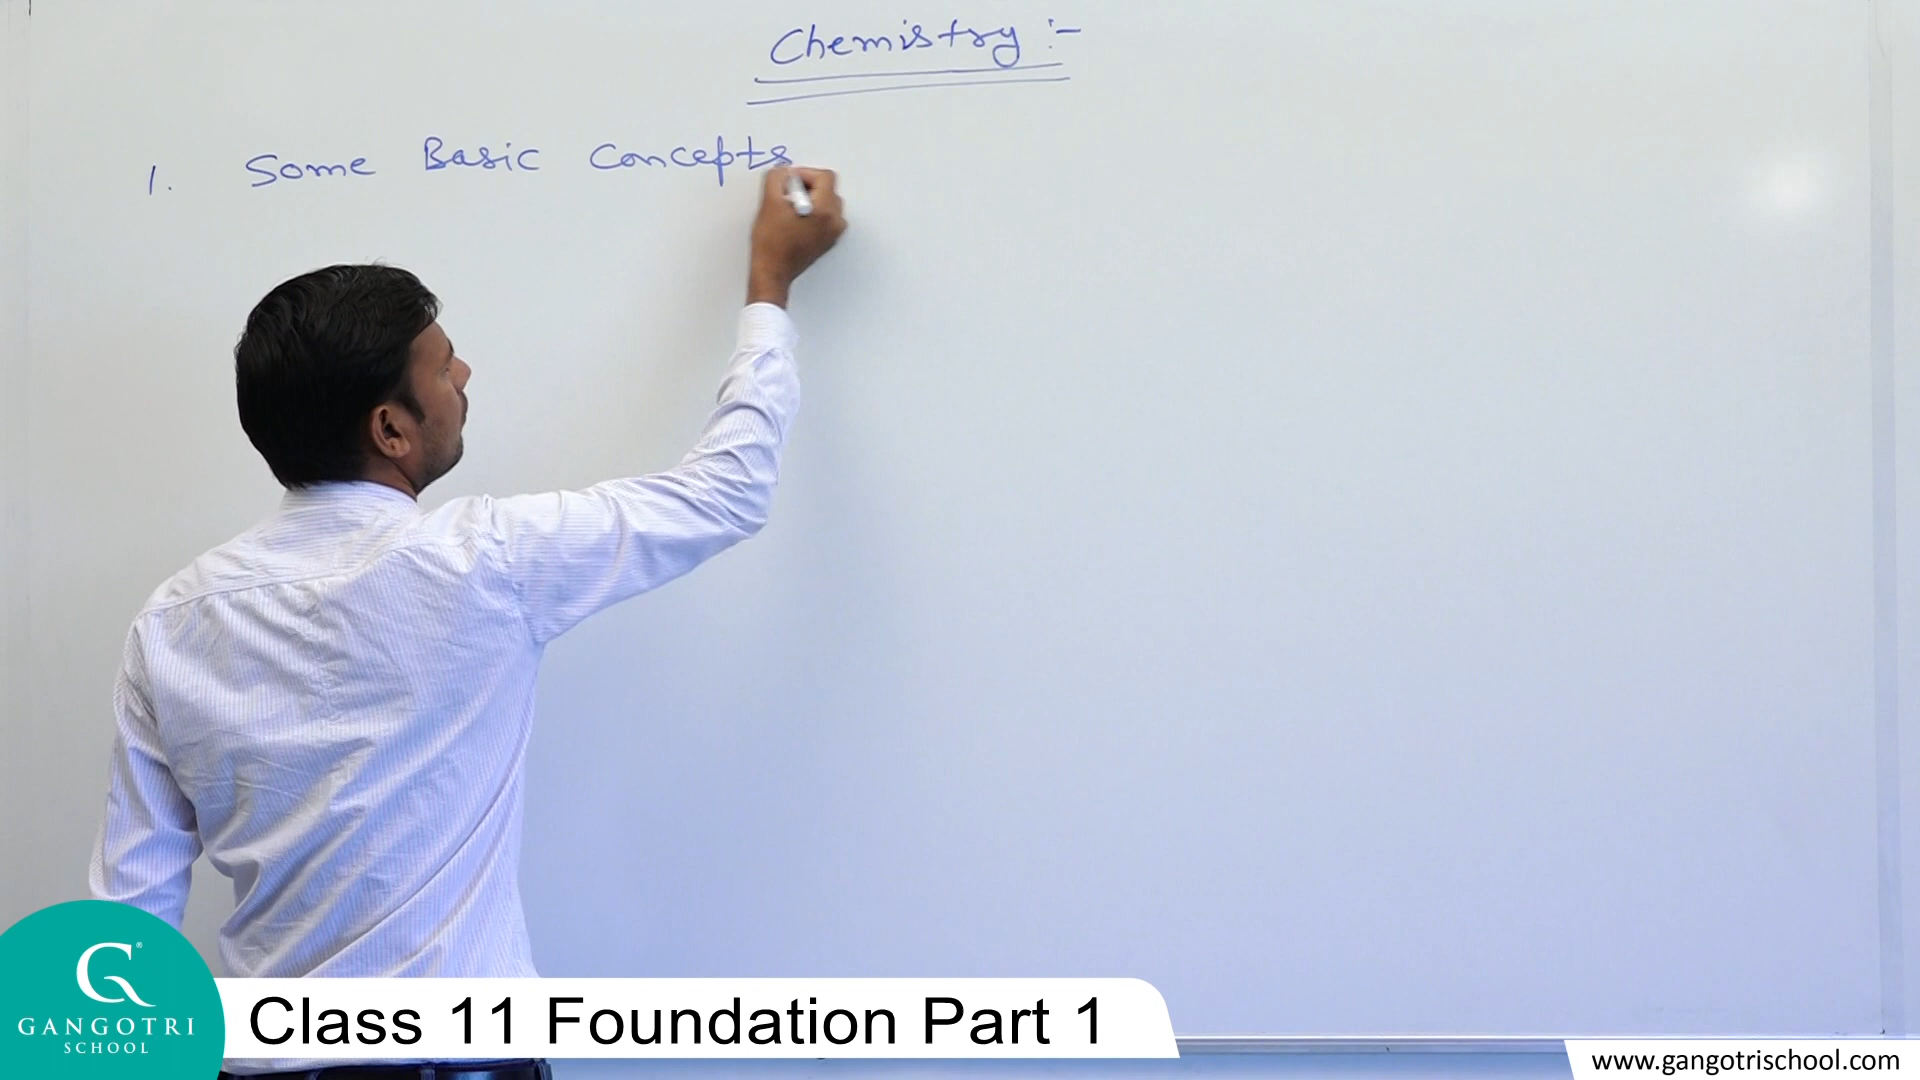 Chemistry :-
1. Some Basic Concepts
GANGOTRI
SCHOOL
Class 11 Foundation Part 1
www.gangotrischool.com